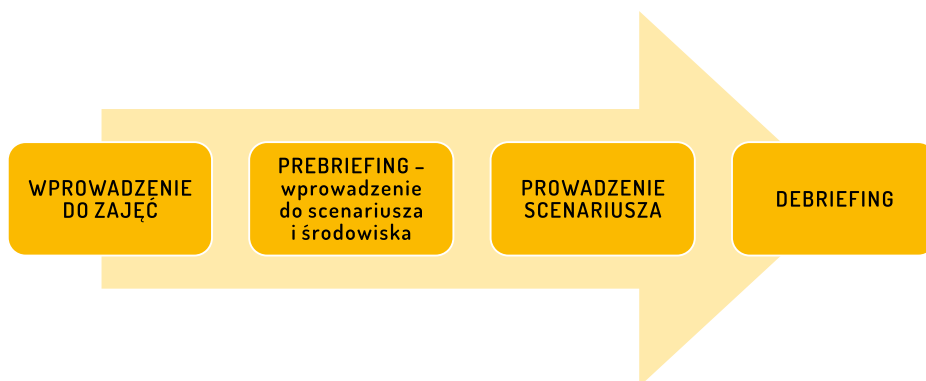 WPROWADZENIE
DO ZAJĘĆ
PREBRIEFING –
wprowadzenie
do scenariusza
i środowiska
PROWADZENIE
SCENARIUSZA
DEBRIEFING